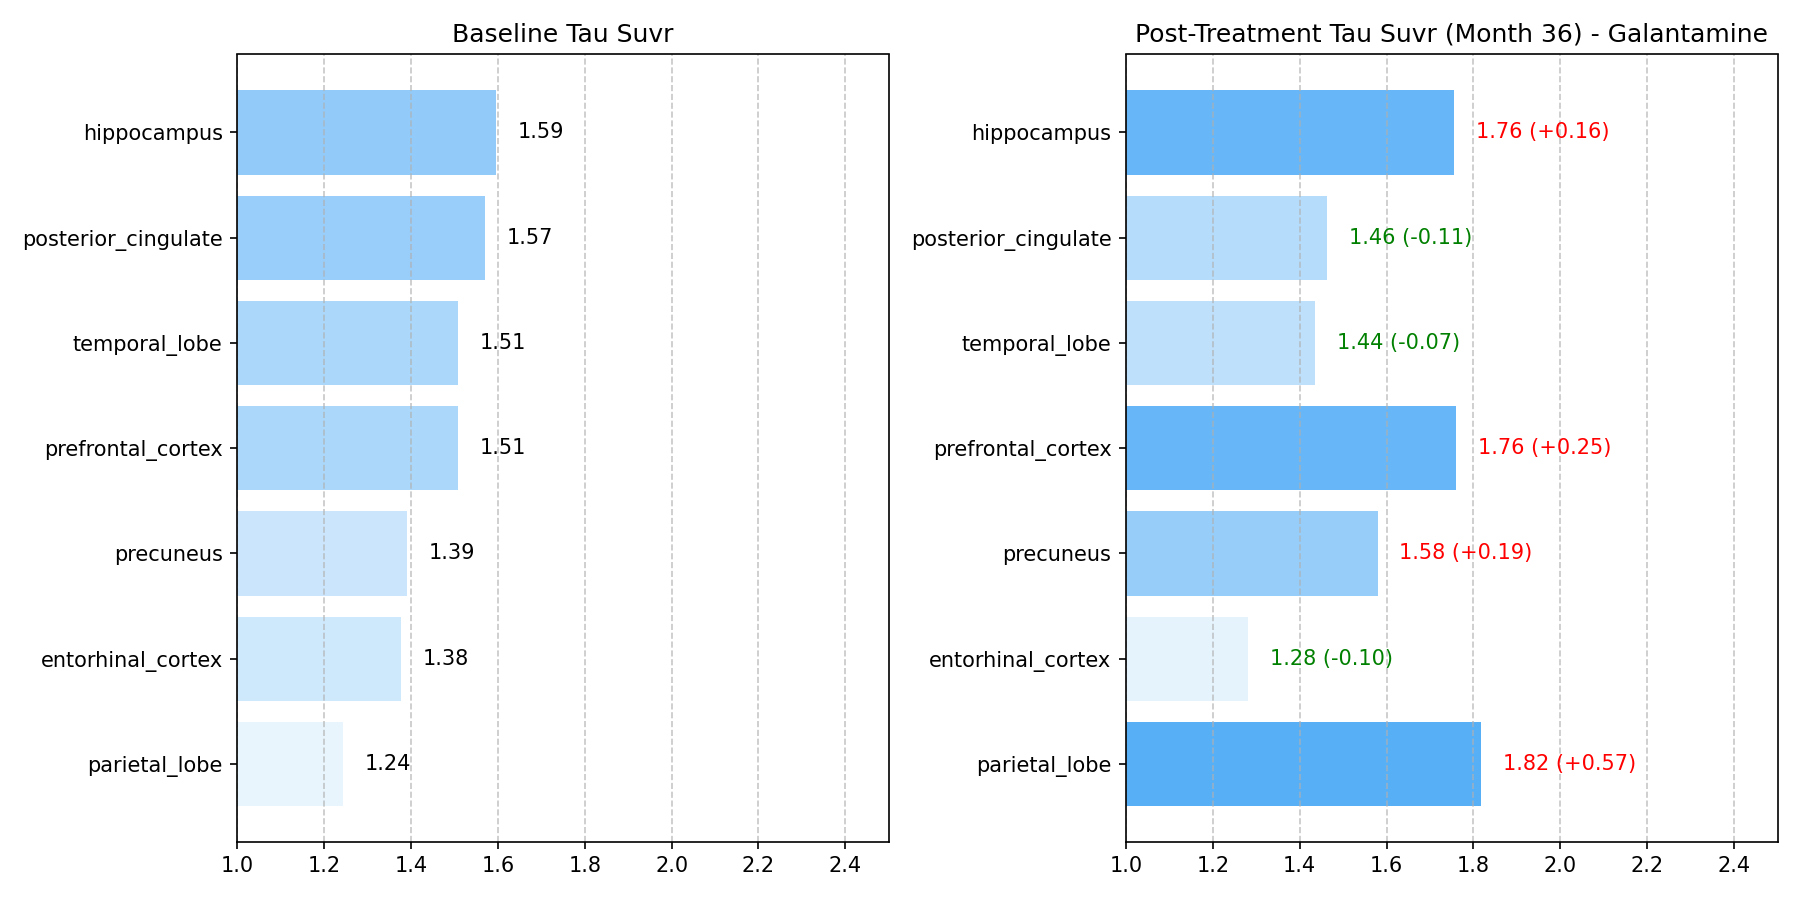 Baseline Tau Suvr
hippocampus
1.59
posterior_cingulate
1.57
temporal_lobe
1.51
prefrontal_cortex
1.51
precuneus
1.39
entorhinal_cortex
1.38
parietal_lobe
1.24
1.0 1.2 1.4 1.6 1.8 2.0 2.2 2.4
Post-Treatment Tau Suvr (Month 36) - Galantamine
hippocampus
1.76 (+0.16)
posterior_cingulate
1.46 (-0.11)
temporal_lobe
1.44 (-0.07)
prefrontal_cortex
1.76 (+0.25)
precuneus
1.58 (+0.19)
entorhinal_cortex
1.28 (-0.10)
parietal_lobe
1.82 (+0.57)
1.0 1.2 1.4 1.6 1.8 2.0 2.2 2.4